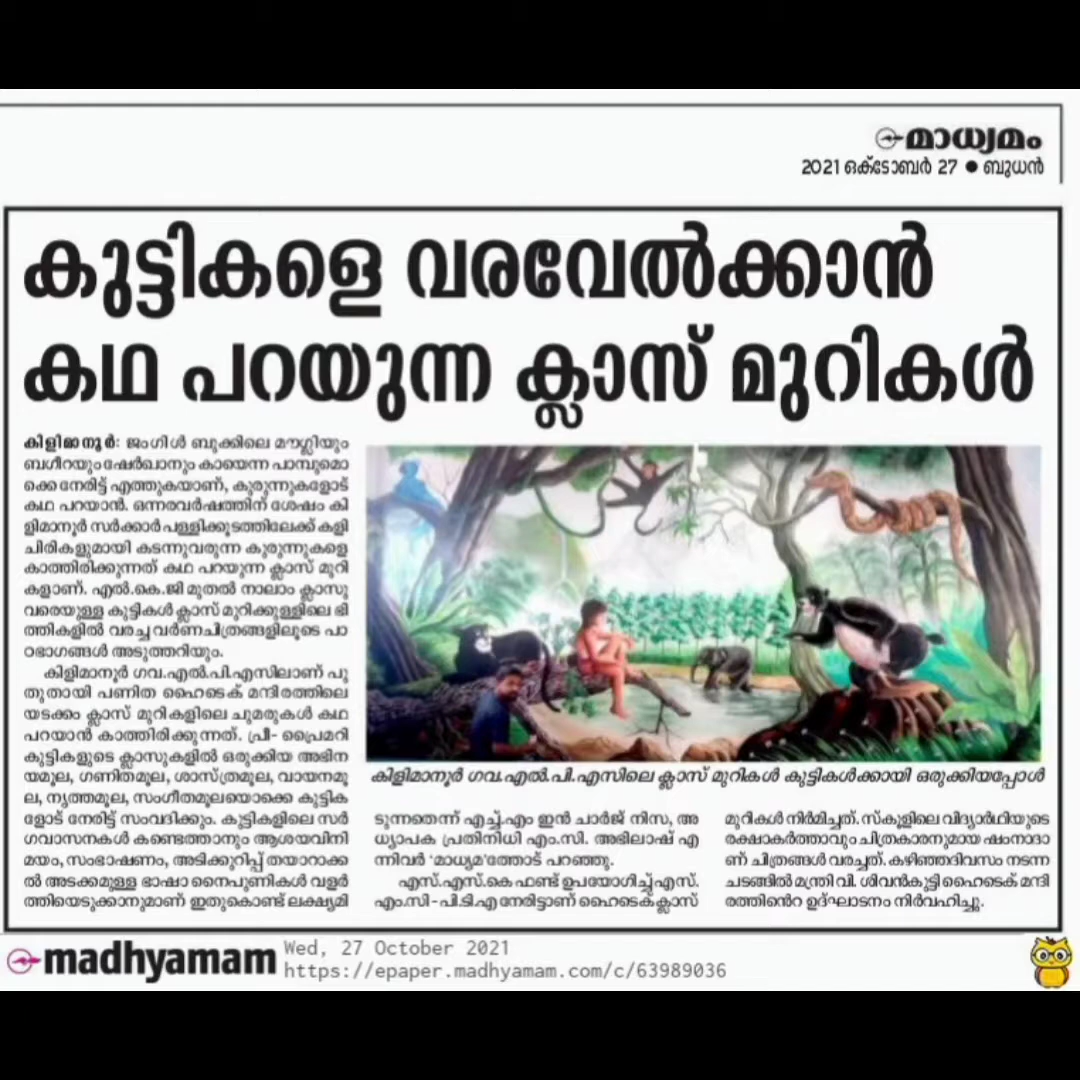 മാധ്യമം
2021 ഒക്ടോബർ 27 ● ബുധൻ
കുട്ടികളെ വരവേൽക്കാൻ
കഥ പറയുന്ന ക്ലാസ് മുറികൾ
കിളിമാനൂർ: ജംഗിൾ ബുക്കിലെ മൗഗ്ലിയും
ബഗീറയും ഷേർഖാനും കായെന്ന പാമ്പുമൊ
ക്കെ നേരിട്ട് എത്തുകയാണ്, കുരുന്നുകളോട്
കഥ പറയാൻ. ഒന്നരവർഷത്തിന് ശേഷം കി
ളിമാനൂർ സർക്കാർ പള്ളിക്കൂടത്തിലേക്ക് കളി
ചിരികളുമായി കടന്നുവരുന്ന കുരുന്നുകളെ
കാത്തിരിക്കുന്നത് കഥ പറയുന്ന ക്ലാസ് മുറി
കളാണ്. എൽ.കെ.ജി മുതൽ നാലാം ക്ലാസു
വരെയുള്ള കുട്ടികൾ ക്ലാസ് മുറിക്കുള്ളിലെ ഭി
ത്തികളിൽ വരച്ച വർണചിത്രങ്ങളിലൂടെ പാ
ഠഭാഗങ്ങൾ അടുത്തറിയും.
കിളിമാനൂർ ഗവ.എൽ.പി.എസിലാണ് പു
തുതായി പണിത ഹൈടെക് മന്ദിരത്തിലെ
യടക്കം ക്ലാസ് മുറികളിലെ ചുമരുകൾ കഥ
പറയാൻ കാത്തിരിക്കുന്നത്. പ്രീ- പ്രൈമറി
കുട്ടികളുടെ ക്ലാസുകളിൽ ഒരുക്കിയ അഭിന
യമൂല, ഗണിതമൂല, ശാസ്ത്രമൂല, വായനമൂ
ല, നൃത്തമൂല, സംഗീതമൂലയൊക്കെ കുട്ടിക
ളോട് നേരിട്ട് സംവദിക്കും. കുട്ടികളിലെ സർ
ഗവാസനകൾ കണ്ടെത്താനും ആശയവിനി
മയം, സംഭാഷണം, അടിക്കുറിപ്പ് തയാറാക്ക
ൽ അടക്കമുള്ള ഭാഷാ നൈപുണികൾ വളർ
ത്തിയെടുക്കാനുമാണ് ഇതുകൊണ്ട് ലക്ഷ്യമി
കിളിമാനൂർ ഗവ.എൽ.പി.എസിലെ ക്ലാസ് മുറികൾ കുട്ടികൾക്കായി ഒരുക്കിയപ്പോൾ
ടുന്നതെന്ന് എച്ച്.എം ഇൻ ചാർജ് നിസ, അ
ധ്യാപക പ്രതിനിധി എം.സി. അഭിലാഷ് എ
ന്നിവർ 'മാധ്യമ'ത്തോട് പറഞ്ഞു.
എസ്.എസ്.കെ ഫണ്ട് ഉപയോഗിച്ച് എസ്.
എം.സി - പി.ടി.എ നേരിട്ടാണ് ഹൈടെക് ക്ലാസ്
മുറികൾ നിർമിച്ചത്. സ്കൂളിലെ വിദ്യാർഥിയുടെ
രക്ഷാകർത്താവും ചിത്രകാരനുമായ ഷംനാദാ
ണ് ചിത്രങ്ങൾ വരച്ചത്. കഴിഞ്ഞദിവസം നടന്ന
ചടങ്ങിൽ മന്ത്രി വി. ശിവൻകുട്ടി ഹൈടെക് മന്ദി
രത്തിൻെറ ഉദ്ഘാടനം നിർവഹിച്ചു.
madhyamam
Wed, 27 October 2021
https://epaper.madhyamam.com/c/63989036